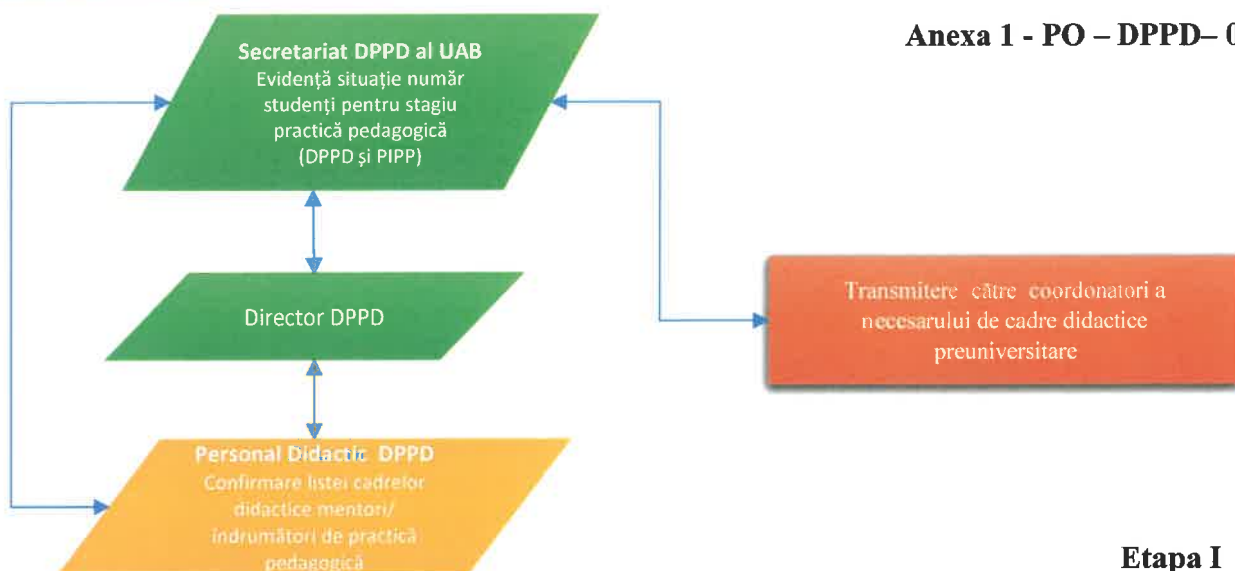 Anexa 1 - PO – DPPD– 0
Secretariat DPPD al UAB
Evidență situație număr
studenți pentru stagiu
practică pedagogică
(DPPD și PIPP)
Director DPPD
Transmitere către coordonatori a
necesarului de cadre didactice
preuniversitare
Personal Didactic DPPD
Confirmare listei cadrelor
didactice mentori/
îndrumători de practică
pedagogică
Etapa I